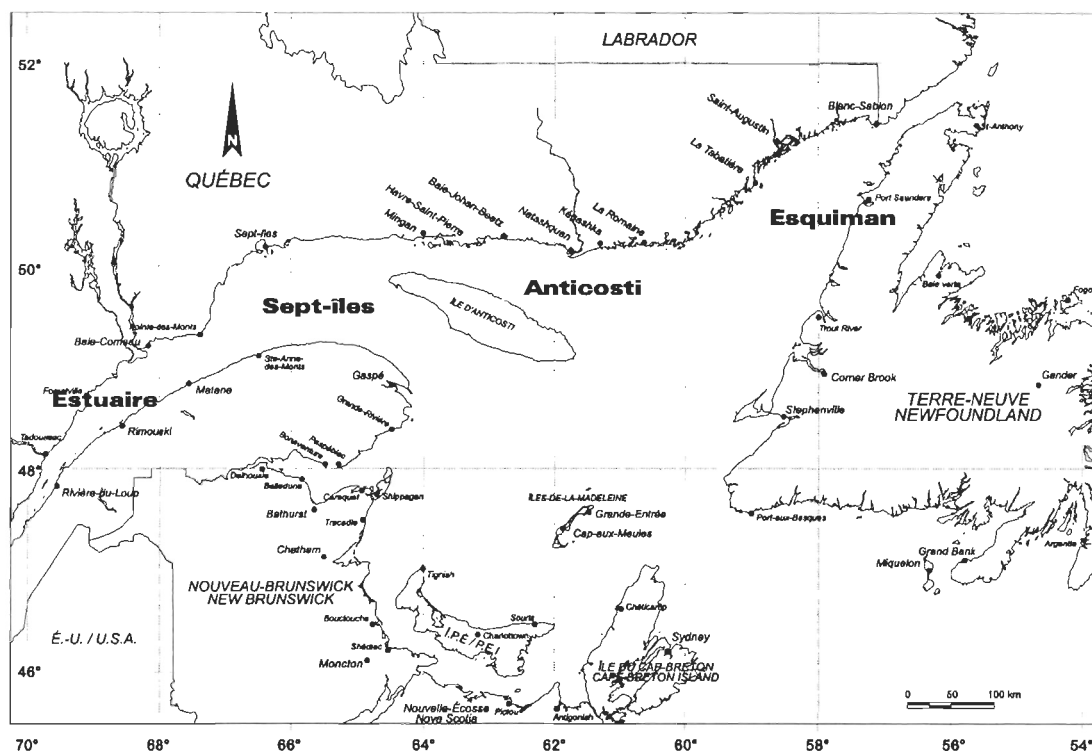 LABRADOR
52°
Blanc-Sablon
Saint-Augustin
St-Anthony
La Tabatière
N
QUÉBEC
Port Saunders
Esquiman
Baie-Johan-Beetz
Havre-Saint-Pierre
Mingan
Natashquan
Kegashka
La Romaine
Sept-Iles
50°
Baie verte
Anticosti
Fogo
Sept-îles
ÎLE D'ANTICOSTI
Trout River
Pointe-des-Monts
Baie-Comeau
Ste-Anne-
des-Monts
Gaspé
Corner Brook
Gander
Matane
Forestville
Estuaire
TERRE-NEUVE
NEWFOUNDLAND
Stephenville
Grande-Rivière
Rimouski
Tadoussac
Paspébiac
Bonaventure
48°
Dalhousie
Belledune
Rivière-du-Loup
Caraquet
Shippagan
ÎLES-DE-LA-MADELEINE
Grande-Entrée
Bathurst
Tracadie
Port-aux-Basques
Cap-aux-Meules
Argentia
Chatham
Grand Bank
Miquelon
Tignish
NOUVEAU-BRUNSWICK
NEW BRUNSWICK
Chéticamp
Bouctouche
Souris
Charlottown
I.P.E / P.E.I
É.-U. / U.S.A.
Sydney
Shédiac
Moncton
ÎLE DU CAP-BRETON
CAPE BRETON ISLAND
46°
Nouvelle-Écosse
Nova Scotia
Pictou
Antigonish
0 50 100 km
70° 68° 66° 64° 62° 60° 58° 56° 54°